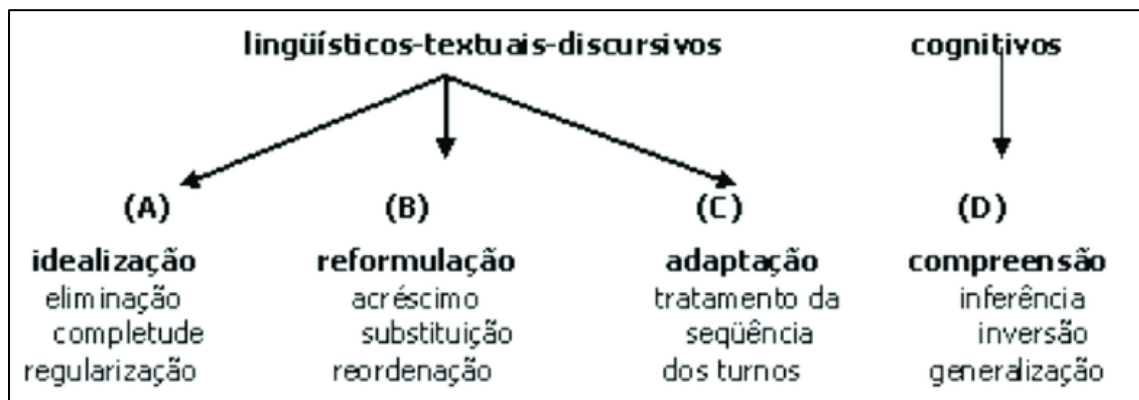 lingüísticos-textuais-discursivos cognitivos
(A) (B) (C) (D)
idealização reformulação adaptação compreensão
eliminação acréscimo tratamento da inferência
completude substituição seqüência inversão
regularização reordenação dos turnos generalização